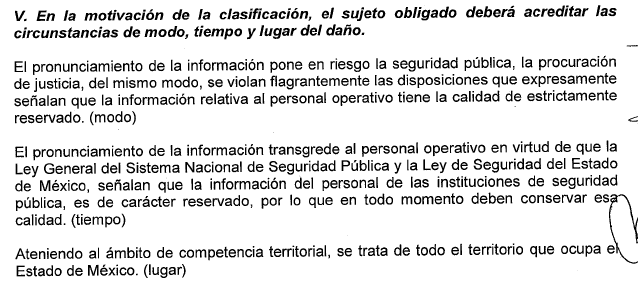 V. En la motivación de la clasificación, el sujeto obligado deberá acreditar las
circunstancias de modo, tiempo y lugar del daño.
El pronunciamiento de la información pone en riesgo la seguridad pública, la procuración
de justicia, del mismo modo, se violan flagrantemente las disposiciones que expresamente
señalan que la información relativa al personal operativo tiene la calidad de estrictamente
reservado. (modo)
El pronunciamiento de la información transgrede al personal operativo en virtud de que la
Ley General del Sistema Nacional de Seguridad Pública y la Ley de Seguridad del Estado
de México, señalan que la información del personal de las instituciones de seguridad
pública, es de carácter reservado, por lo que en todo momento deben conservar esa
calidad. (tiempo)
Ateniendo al ámbito de competencia territorial, se trata de todo el territorio que ocupa el
Estado de México. (lugar)